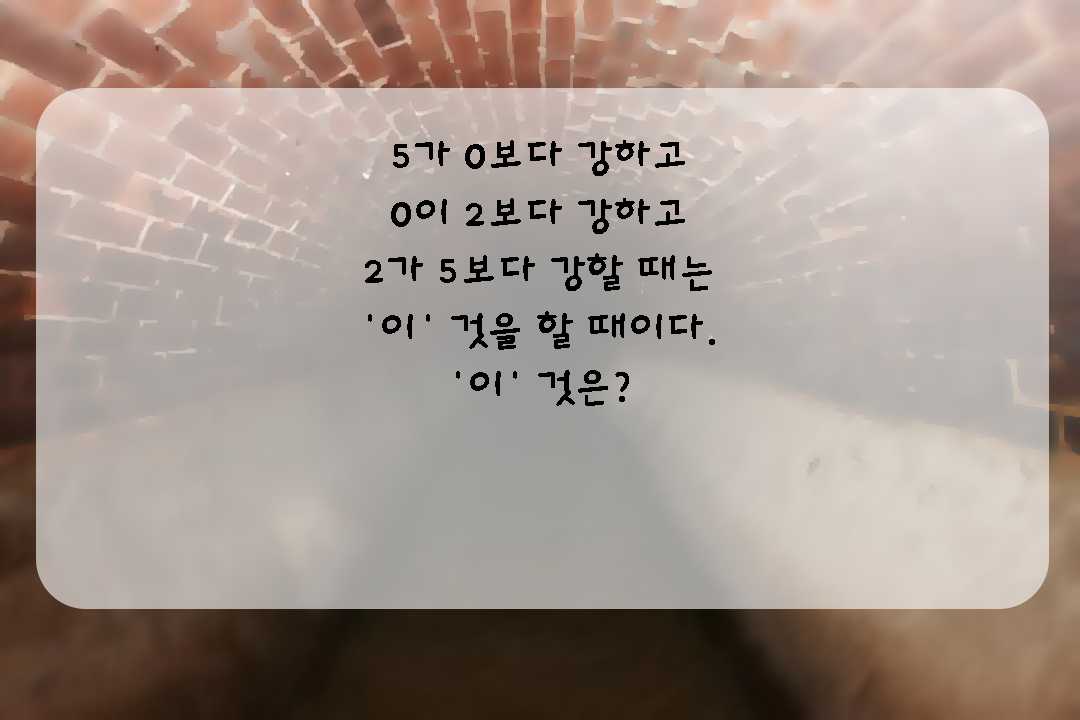 5가 0보다 강하고
0이 2보다 강하고
2가 5보다 강할 때는
'이' 것을 할 때이다.
'이' 것은?